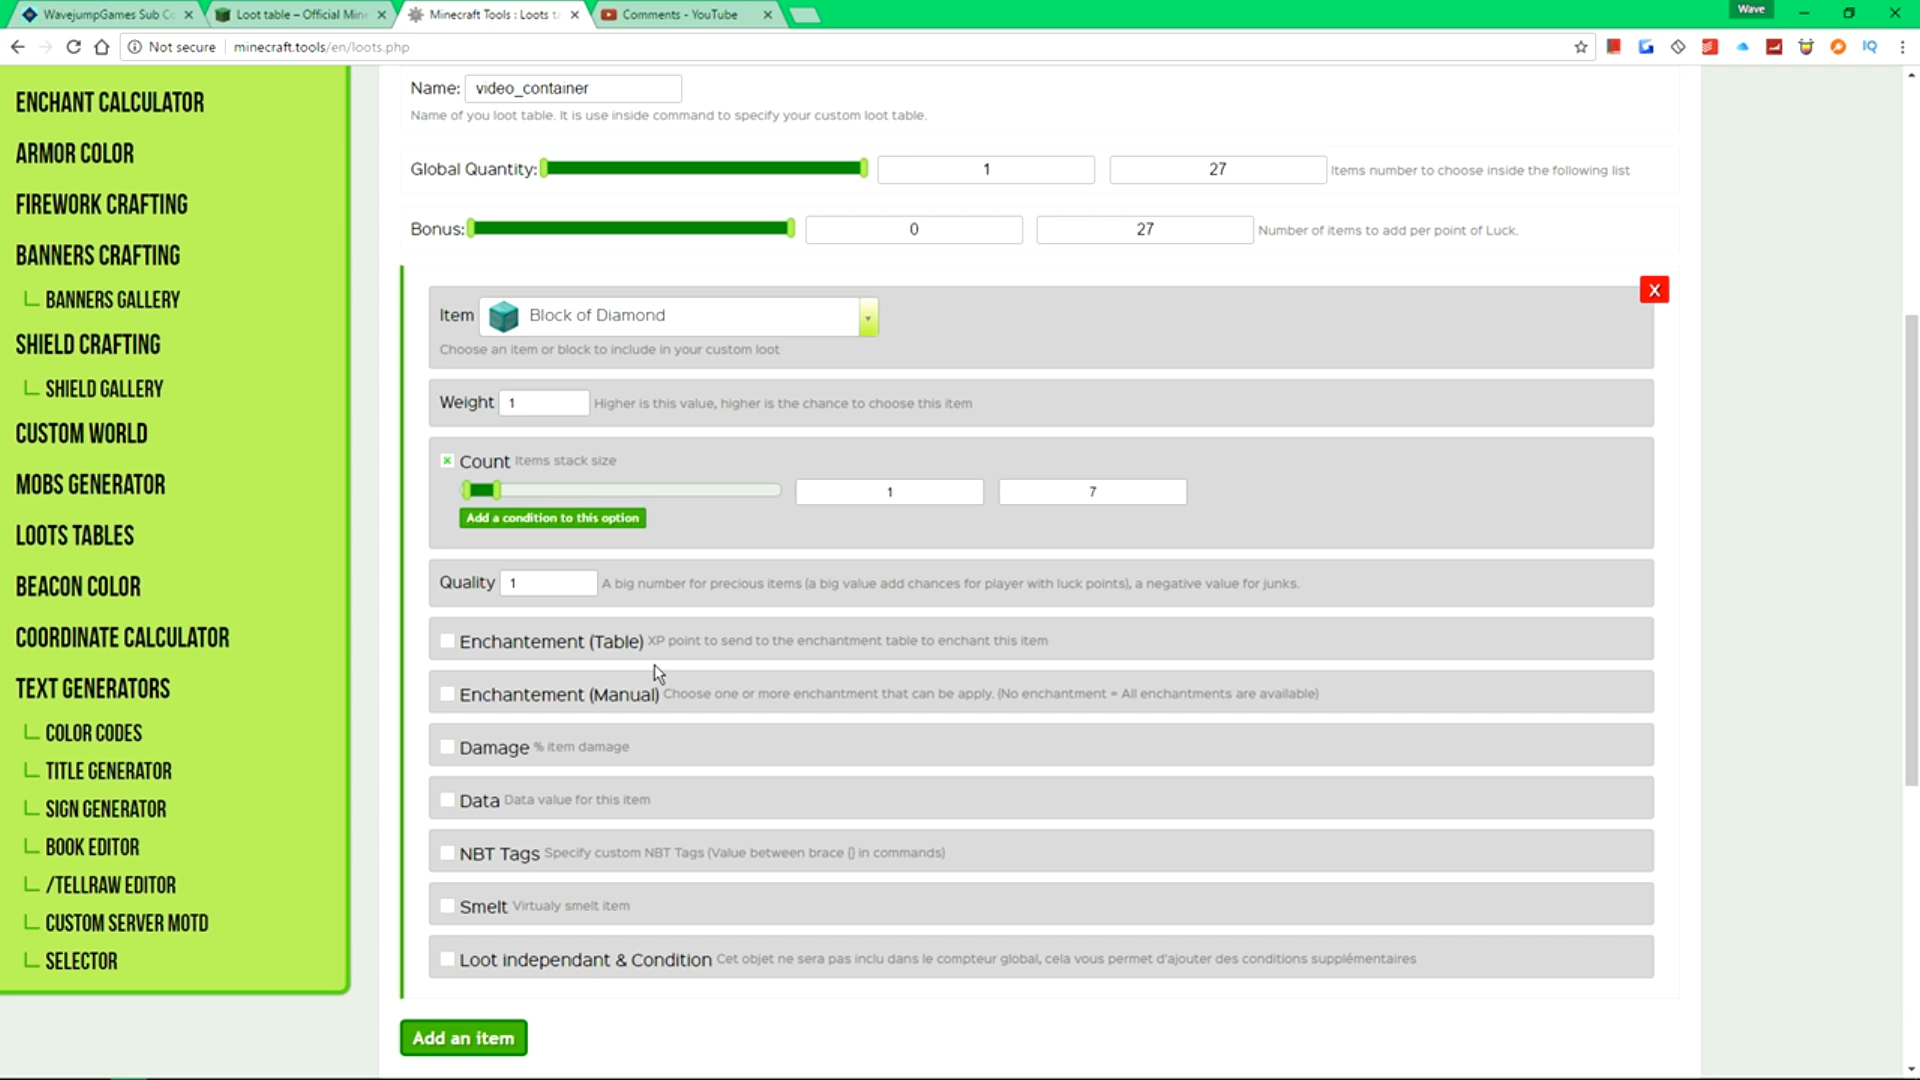 WavejumpGames Sub Co
Loot table – Official Mine
Minecraft Tools : Loots t
Comments - YouTube
Wave
Not secure
minecraft.tools/en/loots.php
IQ
ENCHANT CALCULATOR
ARMOR COLOR
FIREWORK CRAFTING
BANNERS CRAFTING
BANNERS GALLERY
SHIELD CRAFTING
SHIELD GALLERY
CUSTOM WORLD
MOBS GENERATOR
LOOTS TABLES
BEACON COLOR
COORDINATE CALCULATOR
TEXT GENERATORS
COLOR CODES
TITLE GENERATOR
SIGN GENERATOR
BOOK EDITOR
/TELLRAW EDITOR
CUSTOM SERVER MOTD
SELECTOR
Name: video_container
Name of you loot table. It is use inside command to specify your custom loot table.
Global Quantity: 1 27 Items number to choose inside the following list
Bonus: 0 27 Number of items to add per point of Luck.
X
Item Block of Diamond
Choose an item or block to include in your custom loot
Weight 1 Higher is this value, higher is the chance to choose this item
Count Items stack size
1 7
Add a condition to this option
Quality 1 A big number for precious items (a big value add chances for player with luck points), a negative value for junks.
Enchantement (Table) XP point to send to the enchantment table to enchant this item
Enchantement (Manual) Choose one or more enchantment that can be apply. (No enchantment = All enchantments are available)
Damage % item damage
Data Data value for this item
NBT Tags Specify custom NBT Tags (Value between brace {} in commands)
Smelt Virtualy smelt item
Loot independant & Condition Cet objet ne sera pas inclu dans le compteur global, cela vous permet d'ajouter des conditions supplémentaires
Add an item